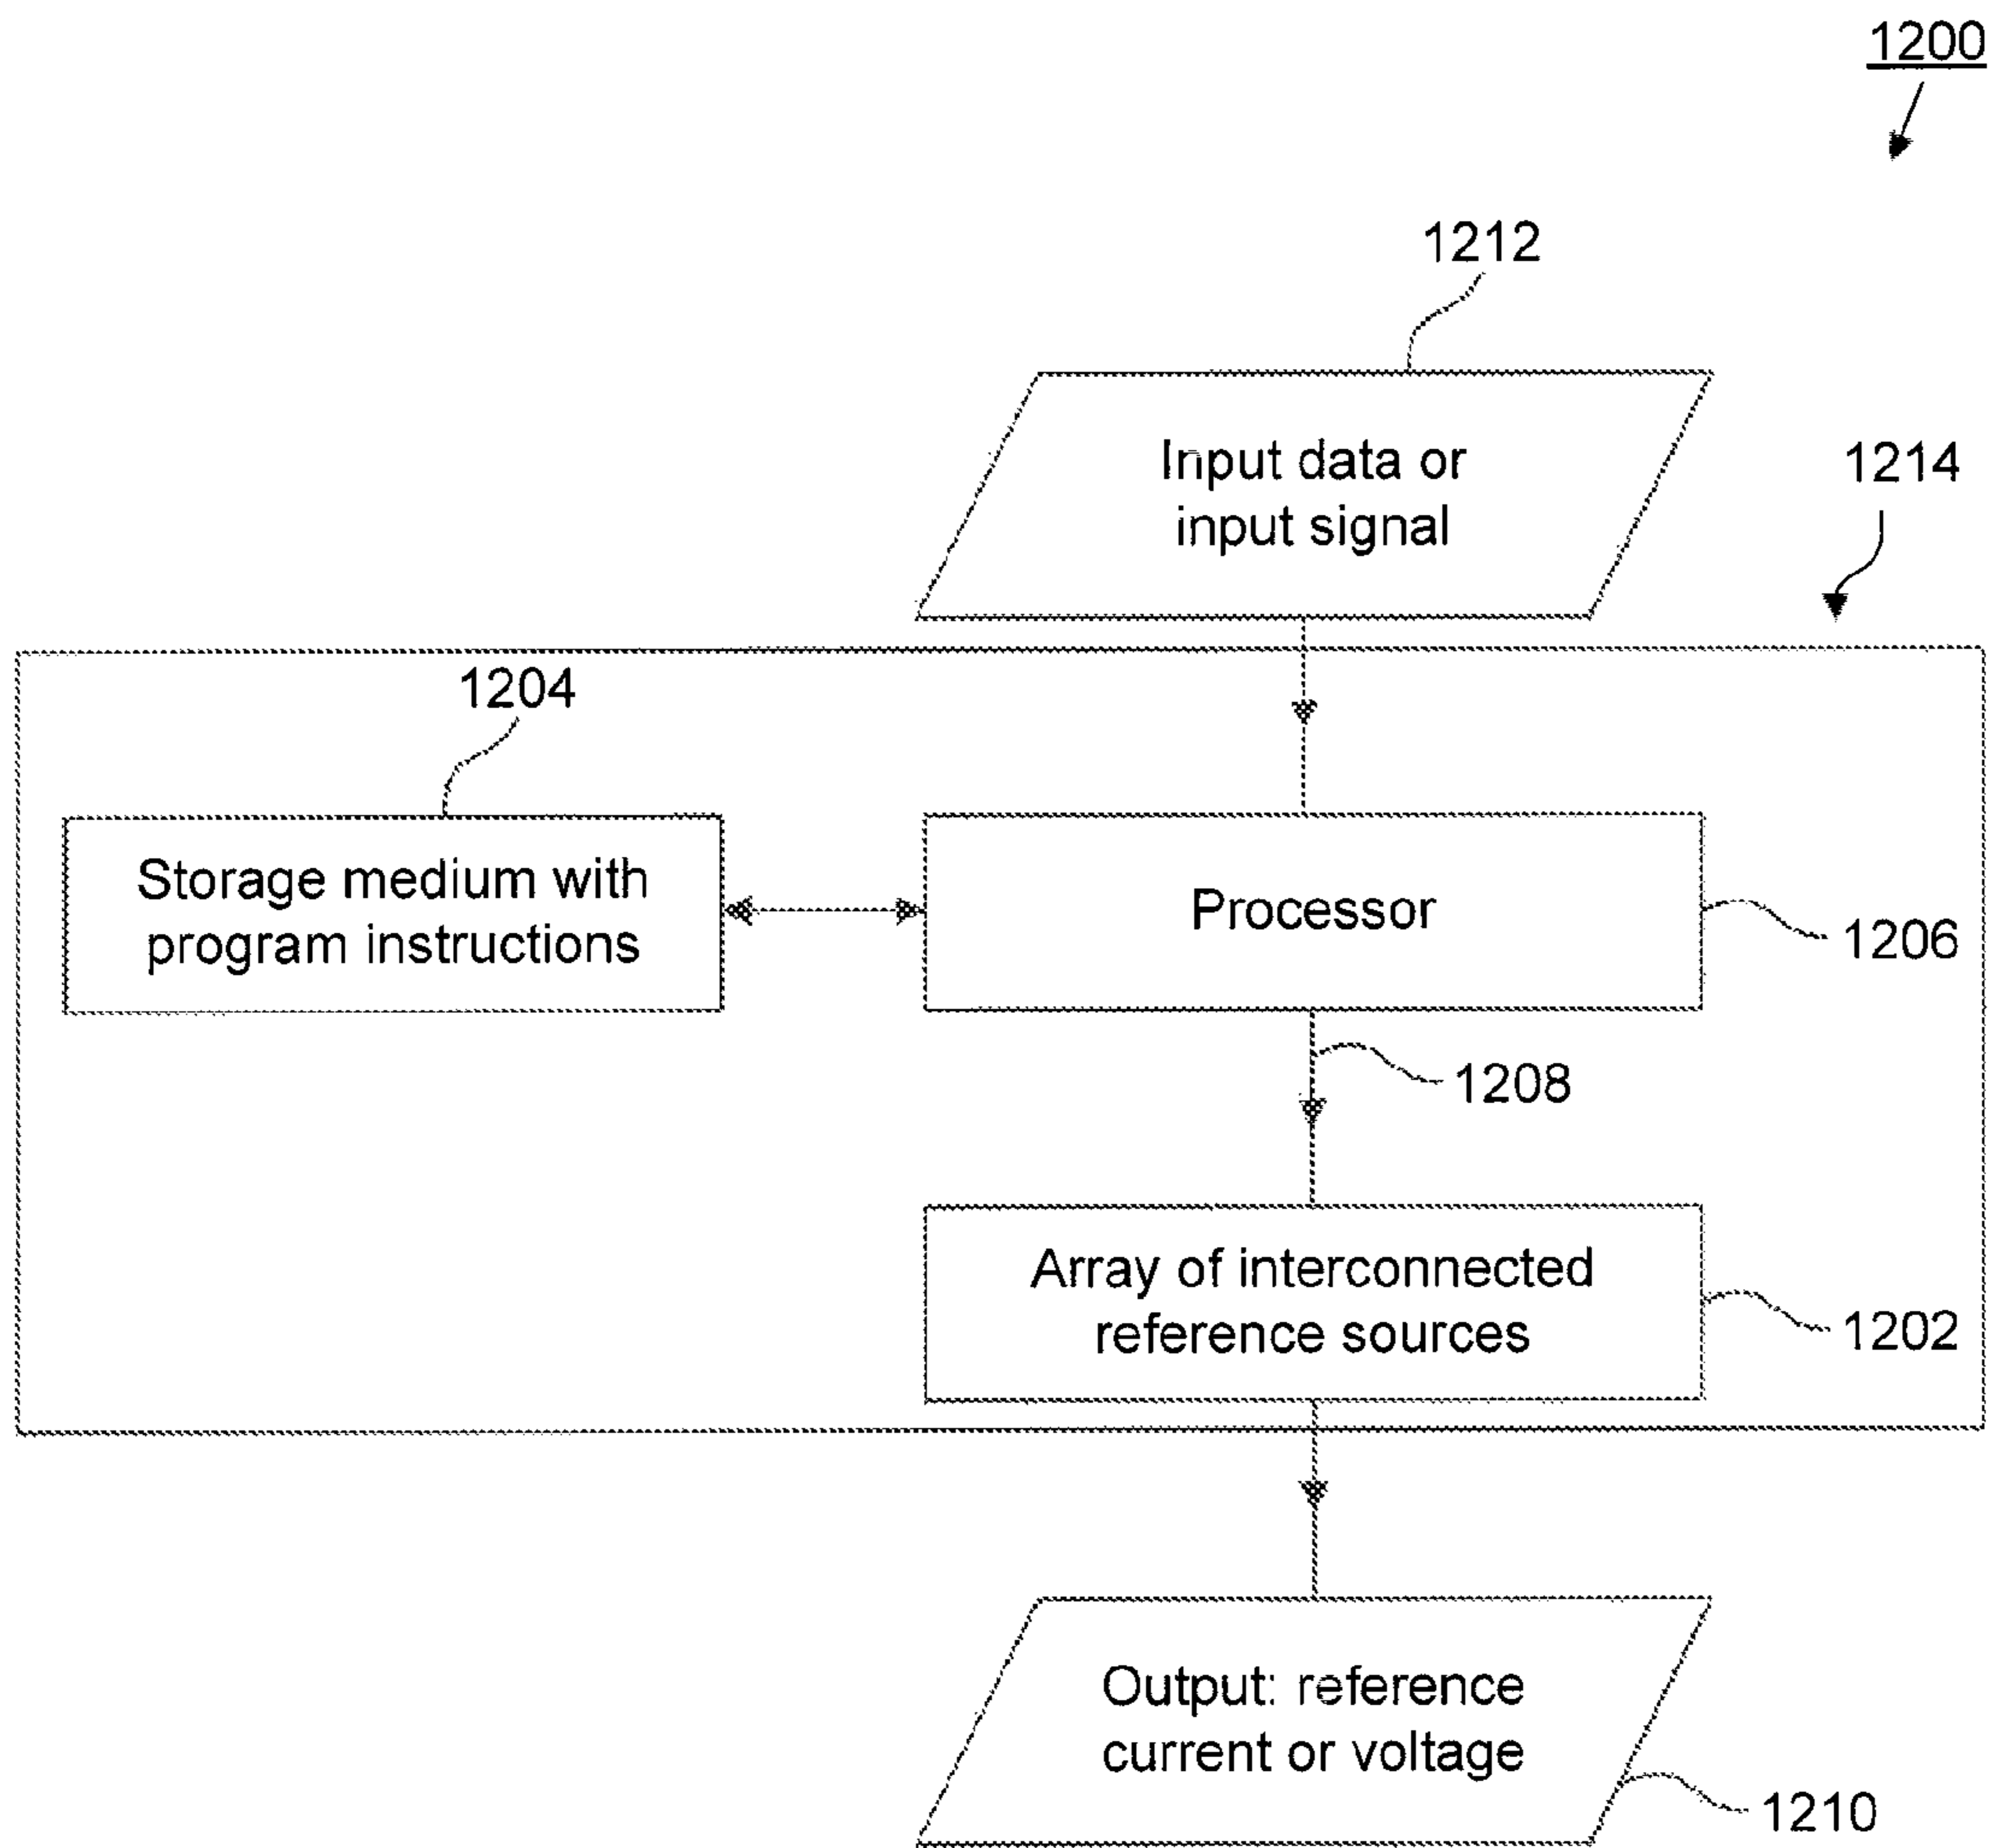 1200
1212
Input data or
input signal
1214
1204
Storage medium with
program instructions
Processor
1206
1208
Array of interconnected
reference sources
1202
Output: reference
current or voltage
1210